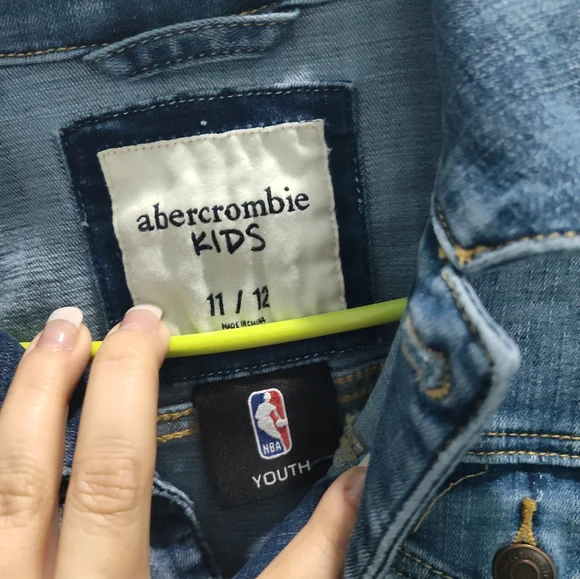 abercrombie
KIDS
11 / 12
MADE IN CHINA
NBA
YOUTH